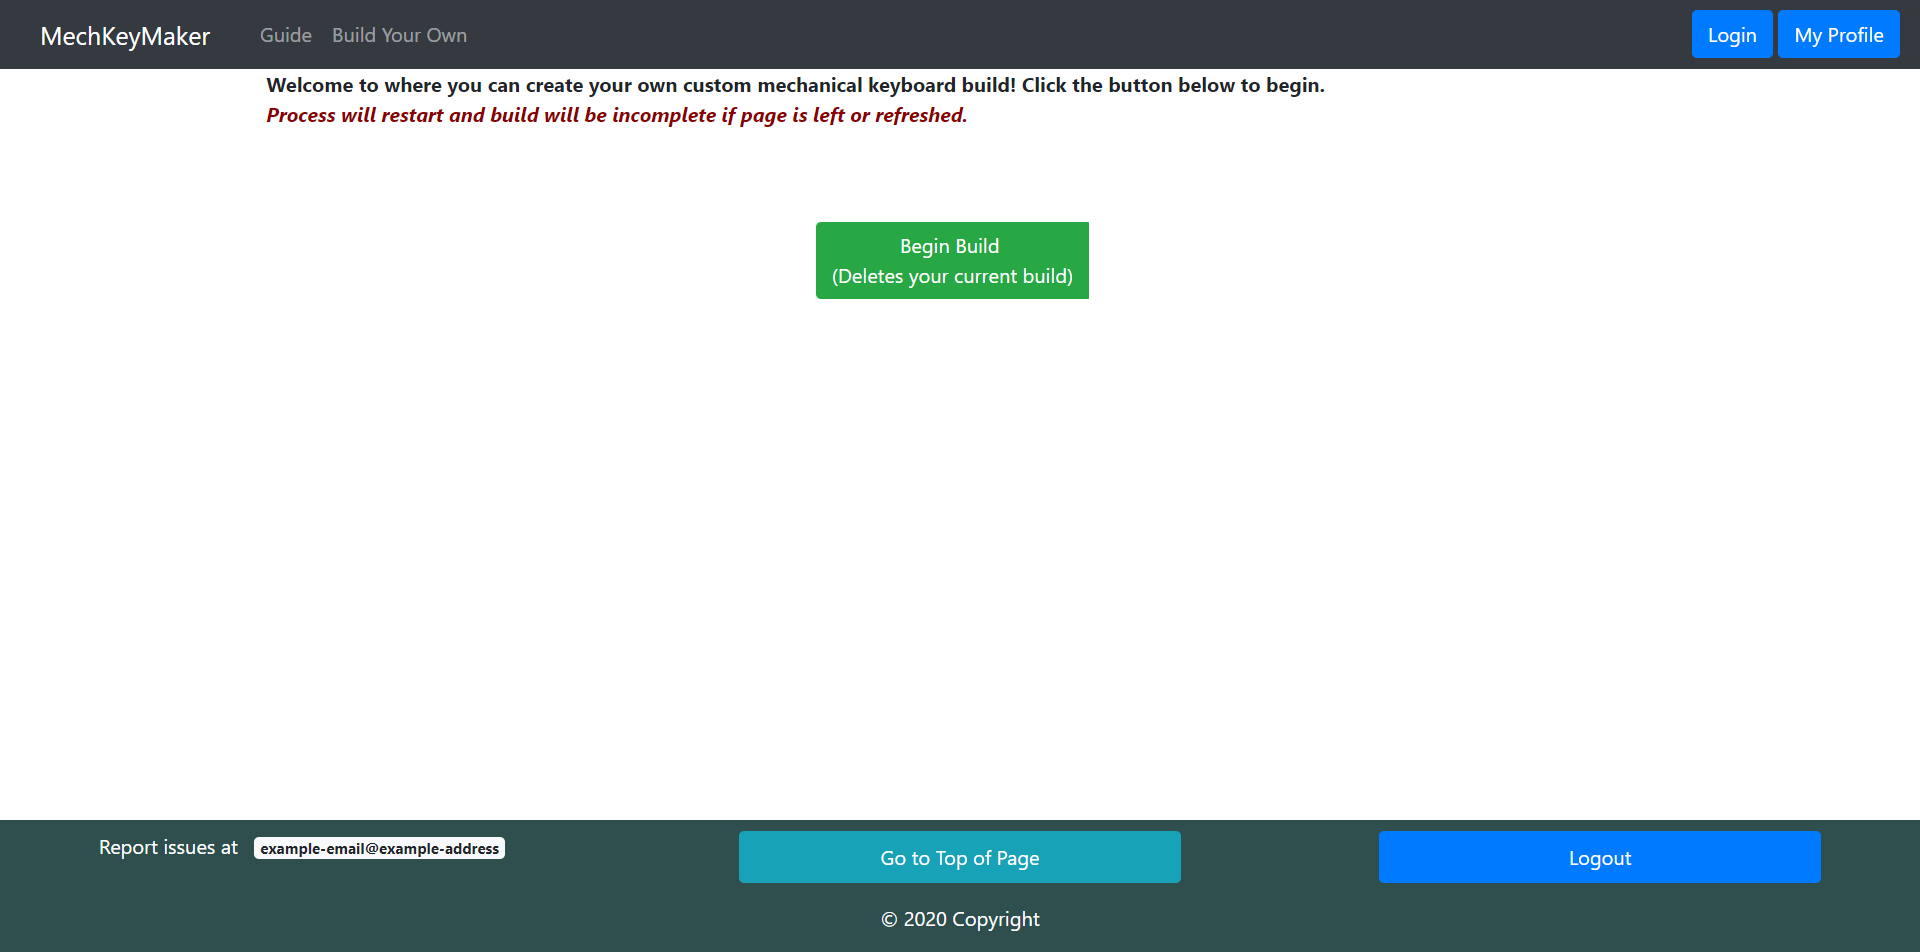 MechKeyMaker Guide Build Your Own Login My Profile
Welcome to where you can create your own custom mechanical keyboard build! Click the button below to begin.
Process will restart and build will be incomplete if page is left or refreshed.
Begin Build
(Deletes your current build)
Report issues at example-email@example-address
Go to Top of Page
Logout
© 2020 Copyright